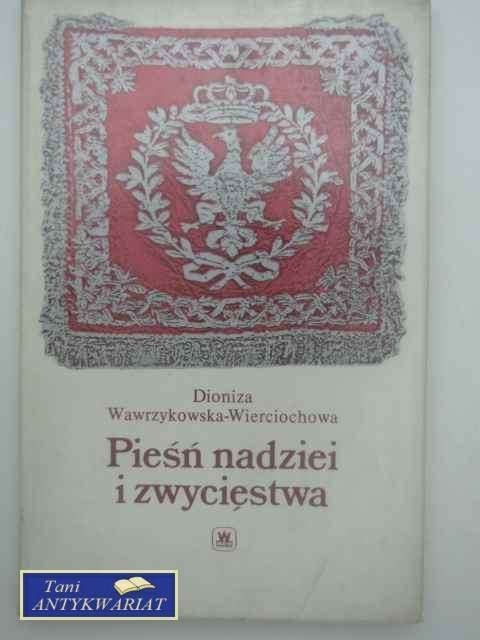 Dioniza
Wawrzykowska-Wierciochowa
Pieśń nadziei
i zwycięstwa
W
Tani
ANTYKWARIAT